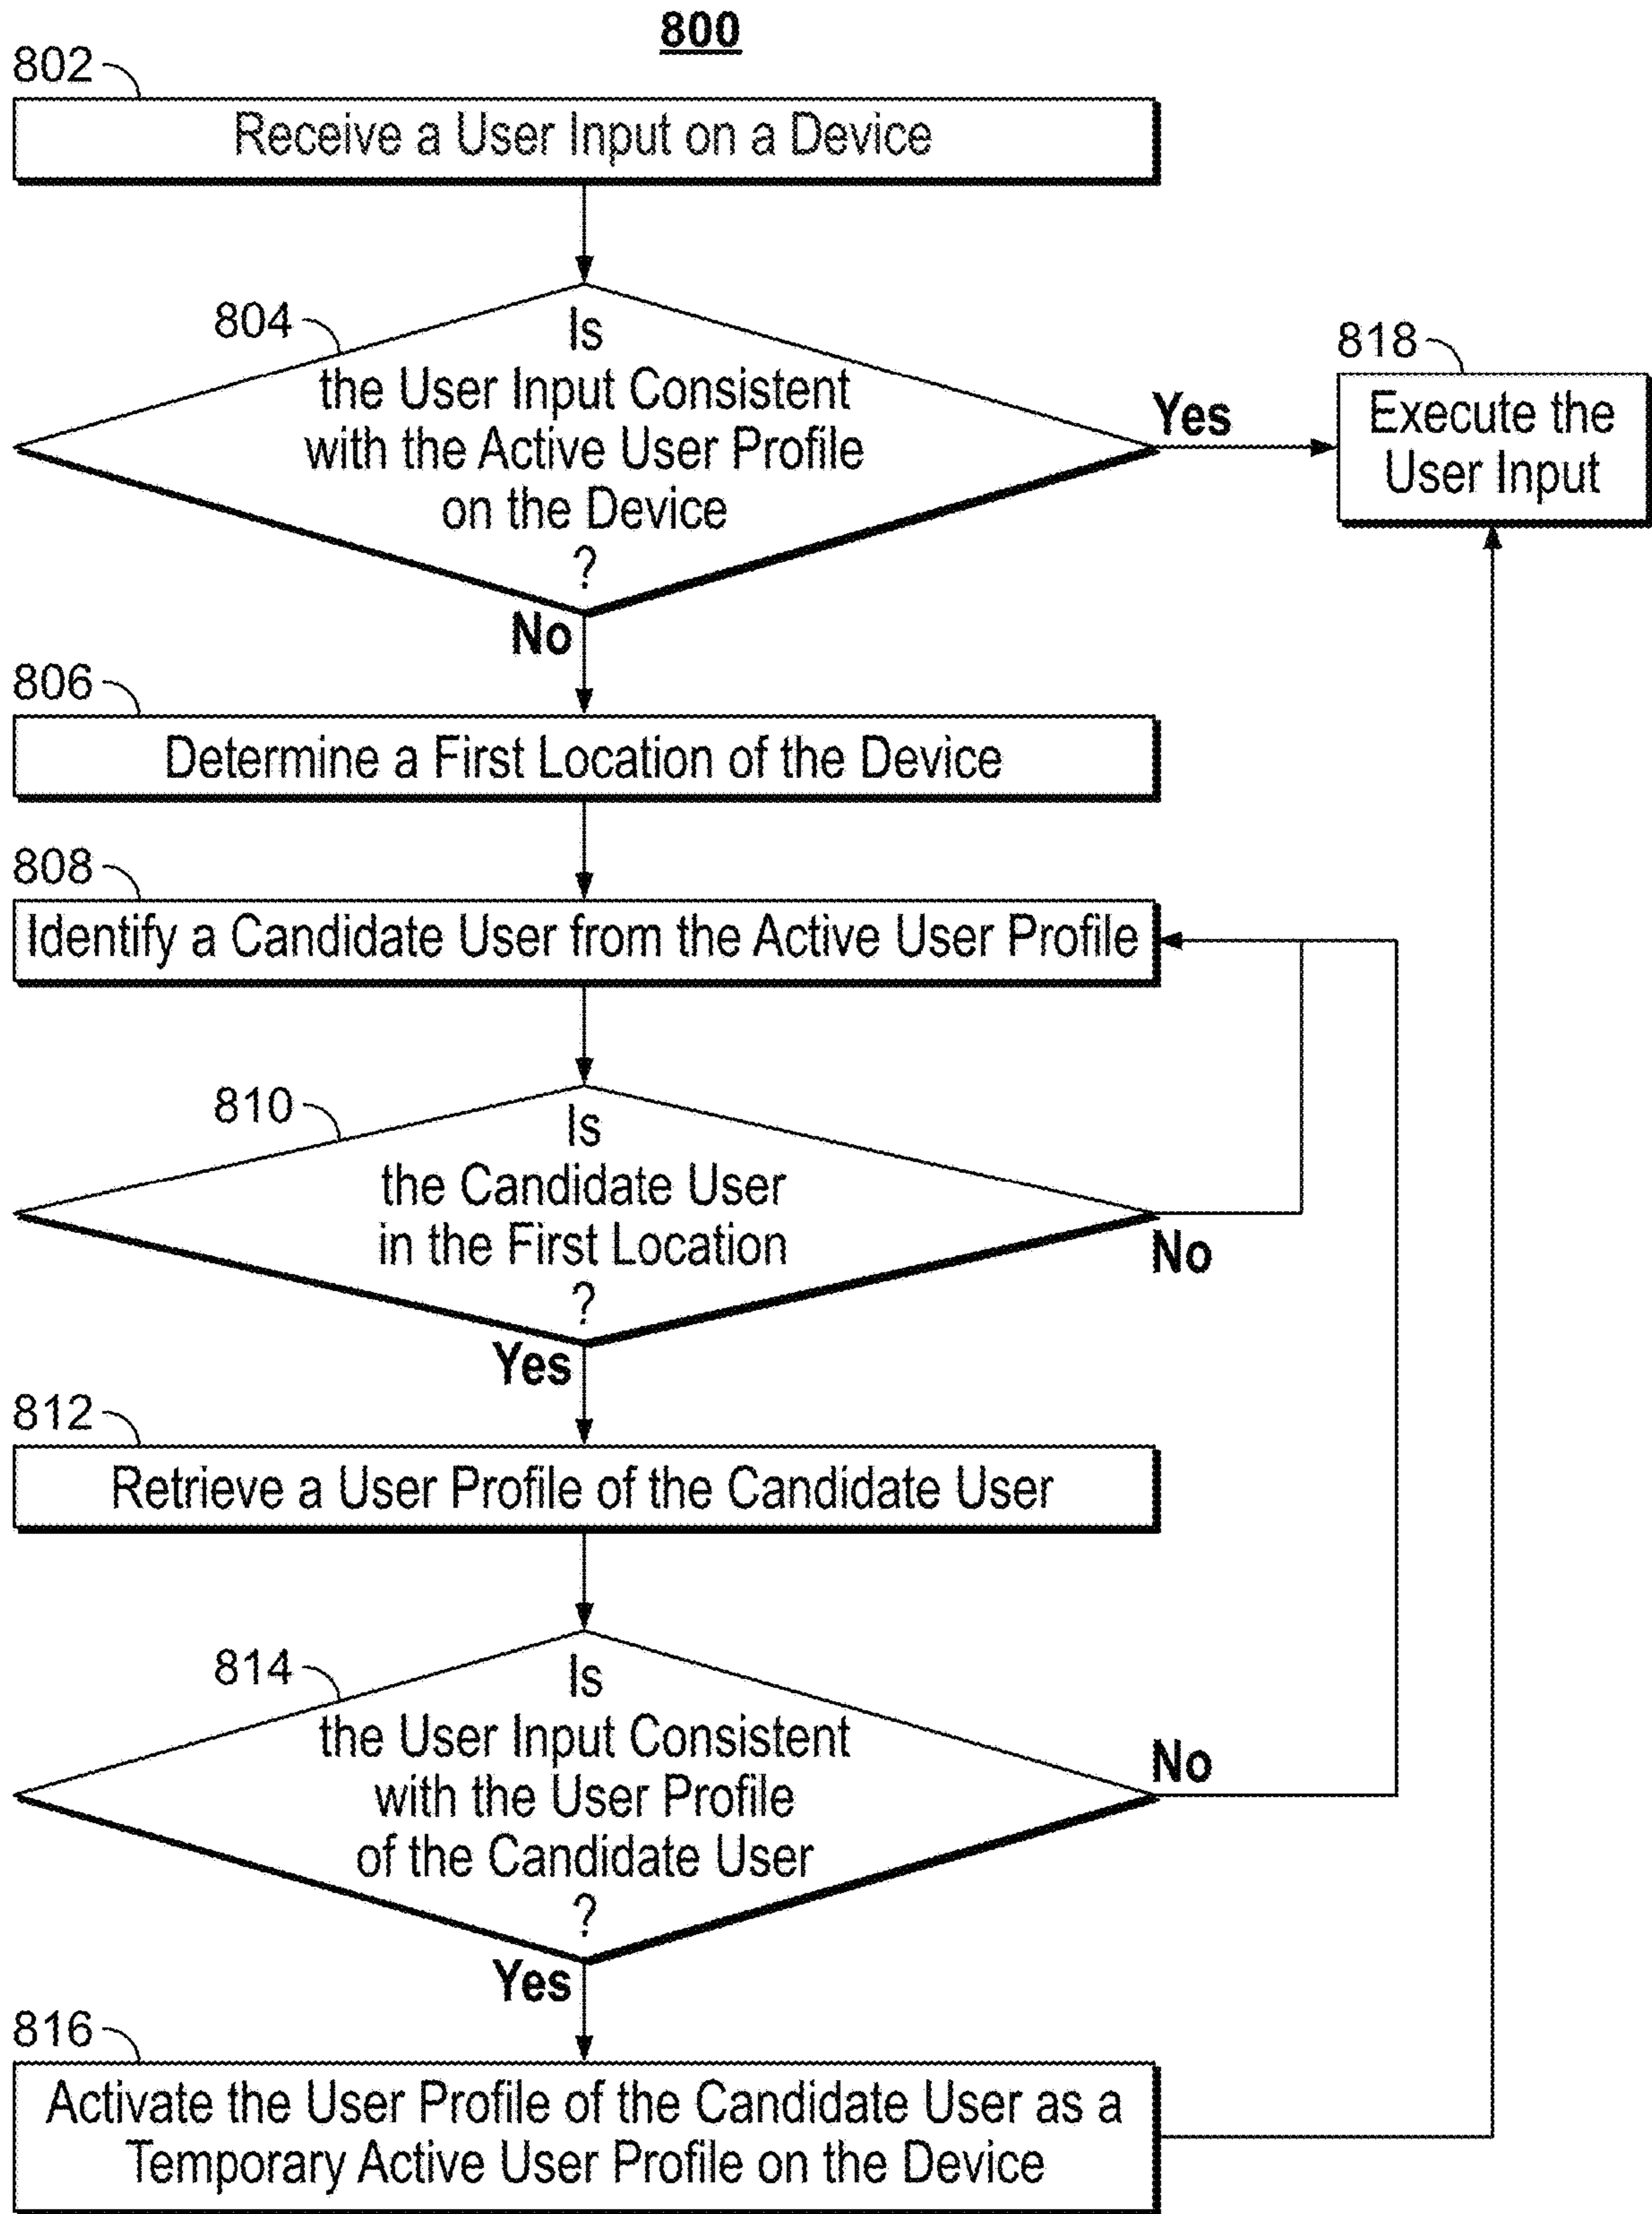 800
802
Receive a User Input on a Device
804
Is
the User Input Consistent
with the Active User Profile
on the Device
?
Yes
818
Execute the
User Input
No
806
Determine a First Location of the Device
808
Identify a Candidate User from the Active User Profile
810
Is
the Candidate User
in the First Location
?
No
Yes
812
Retrieve a User Profile of the Candidate User
814
Is
the User Input Consistent
with the User Profile
of the Candidate User
?
No
Yes
816
Activate the User Profile of the Candidate User as a
Temporary Active User Profile on the Device